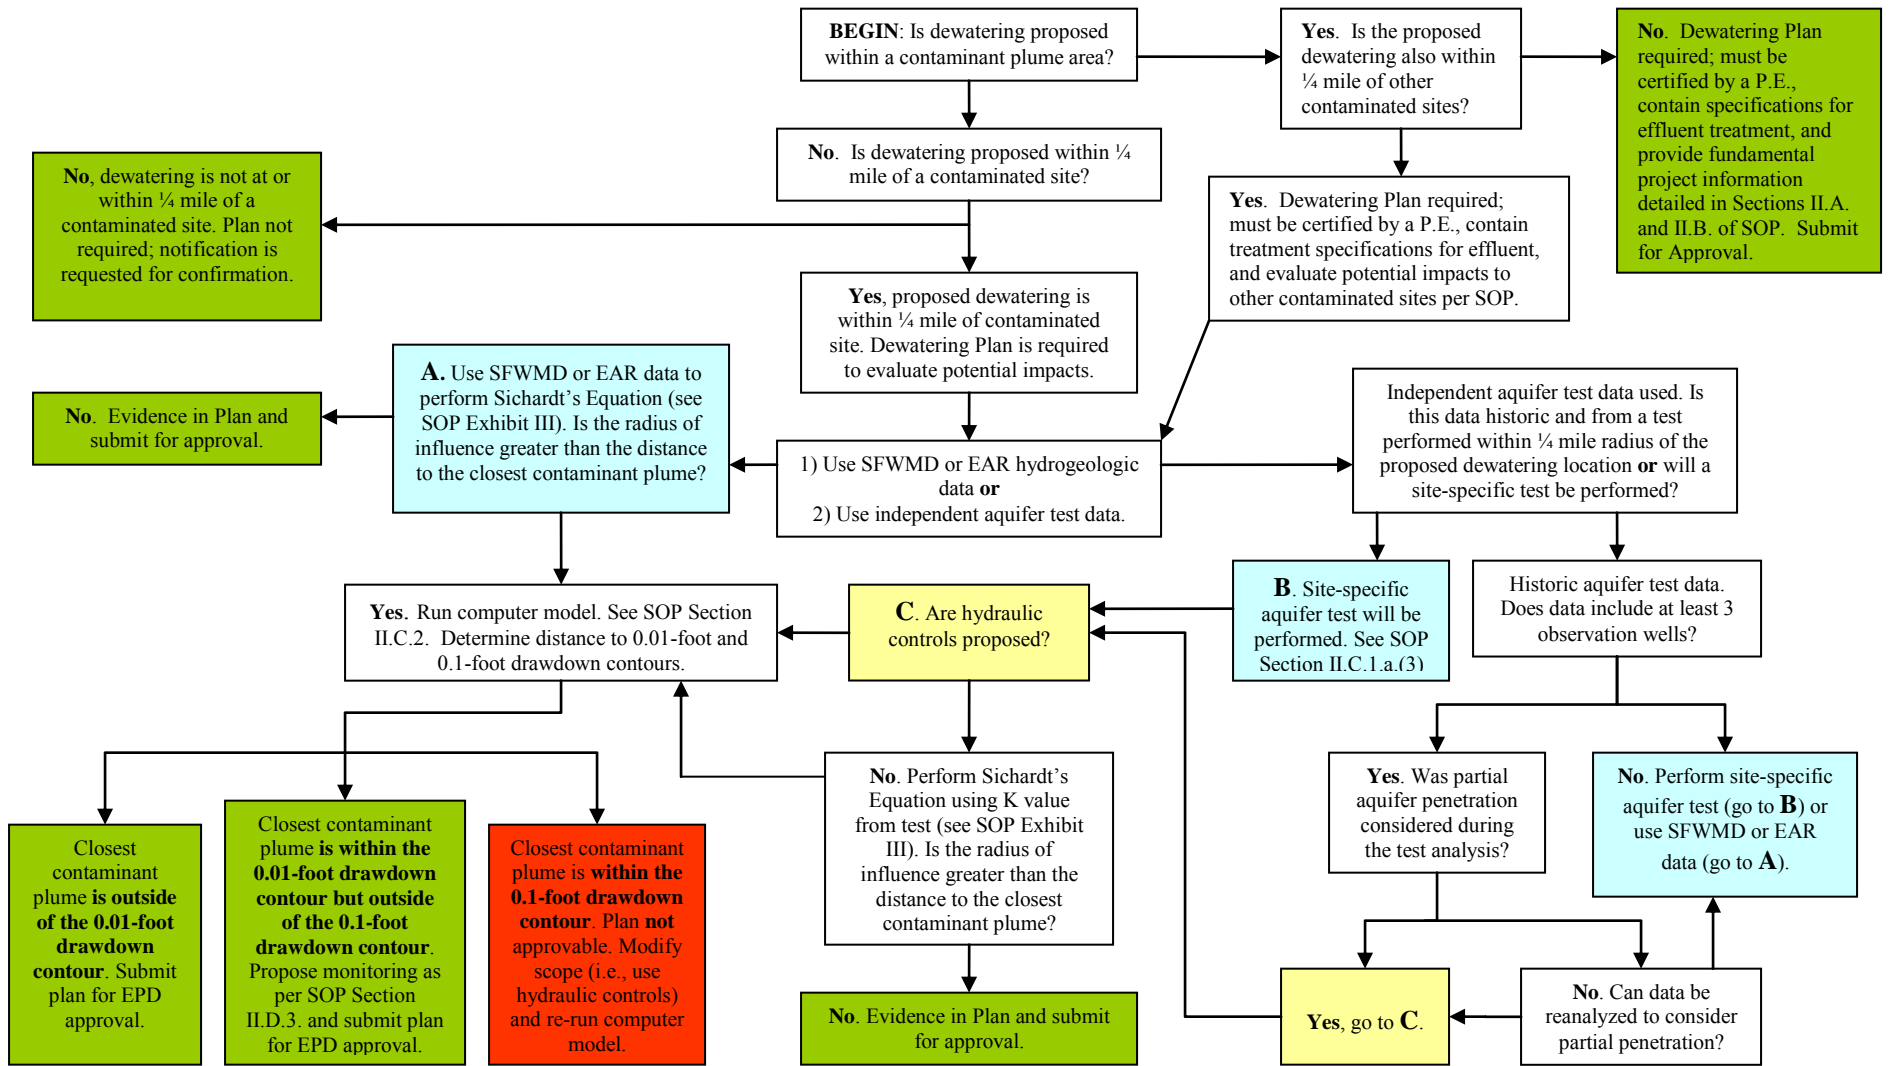 BEGIN: Is dewatering proposed
within a contaminant plume area?
Yes. Is the proposed
dewatering also within
¼ mile of other
contaminated sites?
No. Dewatering Plan
required; must be
certified by a P.E.,
contain specifications for
effluent treatment, and
provide fundamental
project information
detailed in Sections II.A.
and II.B. of SOP. Submit
for Approval.
No. Is dewatering proposed within ¼
mile of a contaminated site?
No, dewatering is not at or
within ¼ mile of a
contaminated site. Plan not
required; notification is
requested for confirmation.
Yes. Dewatering Plan required;
must be certified by a P.E., contain
treatment specifications for effluent,
and evaluate potential impacts to
other contaminated sites per SOP.
Yes, proposed dewatering is
within ¼ mile of contaminated
site. Dewatering Plan is required
to evaluate potential impacts.
A. Use SFWMD or EAR data to
perform Sichardt's Equation (see
SOP Exhibit III). Is the radius of
influence greater than the distance
to the closest contaminant plume?
No. Evidence in Plan and
submit for approval.
1) Use SFWMD or EAR hydrogeologic
data or
2) Use independent aquifer test data.
Independent aquifer test data used. Is
this data historic and from a test
performed within ¼ mile radius of the
proposed dewatering location or will a
site-specific test be performed?
Yes. Run computer model. See SOP Section
II.C.2. Determine distance to 0.01-foot and
0.1-foot drawdown contours.
C. Are hydraulic
controls proposed?
B. Site-specific
aquifer test will be
performed. See SOP
Section II.C.1.a.(3)
Historic aquifer test data.
Does data include at least 3
observation wells?
Closest
contaminant
plume is outside
of the 0.01-foot
drawdown
contour. Submit
plan for EPD
approval.
Closest contaminant
plume is within the
0.01-foot drawdown
contour but outside
of the 0.1-foot
drawdown contour.
Propose monitoring as
per SOP Section
II.D.3. and submit plan
for EPD approval.
Closest contaminant
plume is within the
0.1-foot drawdown
contour. Plan not
approvable. Modify
scope (i.e., use
hydraulic controls)
and re-run computer
model.
No. Perform Sichardt's
Equation using K value
from test (see SOP Exhibit
III). Is the radius of
influence greater than the
distance to the closest
contaminant plume?
No. Evidence in Plan and submit
for approval.
Yes. Was partial
aquifer penetration
considered during
the test analysis?
No. Perform site-specific
aquifer test (go to B) or
use SFWMD or EAR
data (go to A).
Yes, go to C.
No. Can data be
reanalyzed to consider
partial penetration?